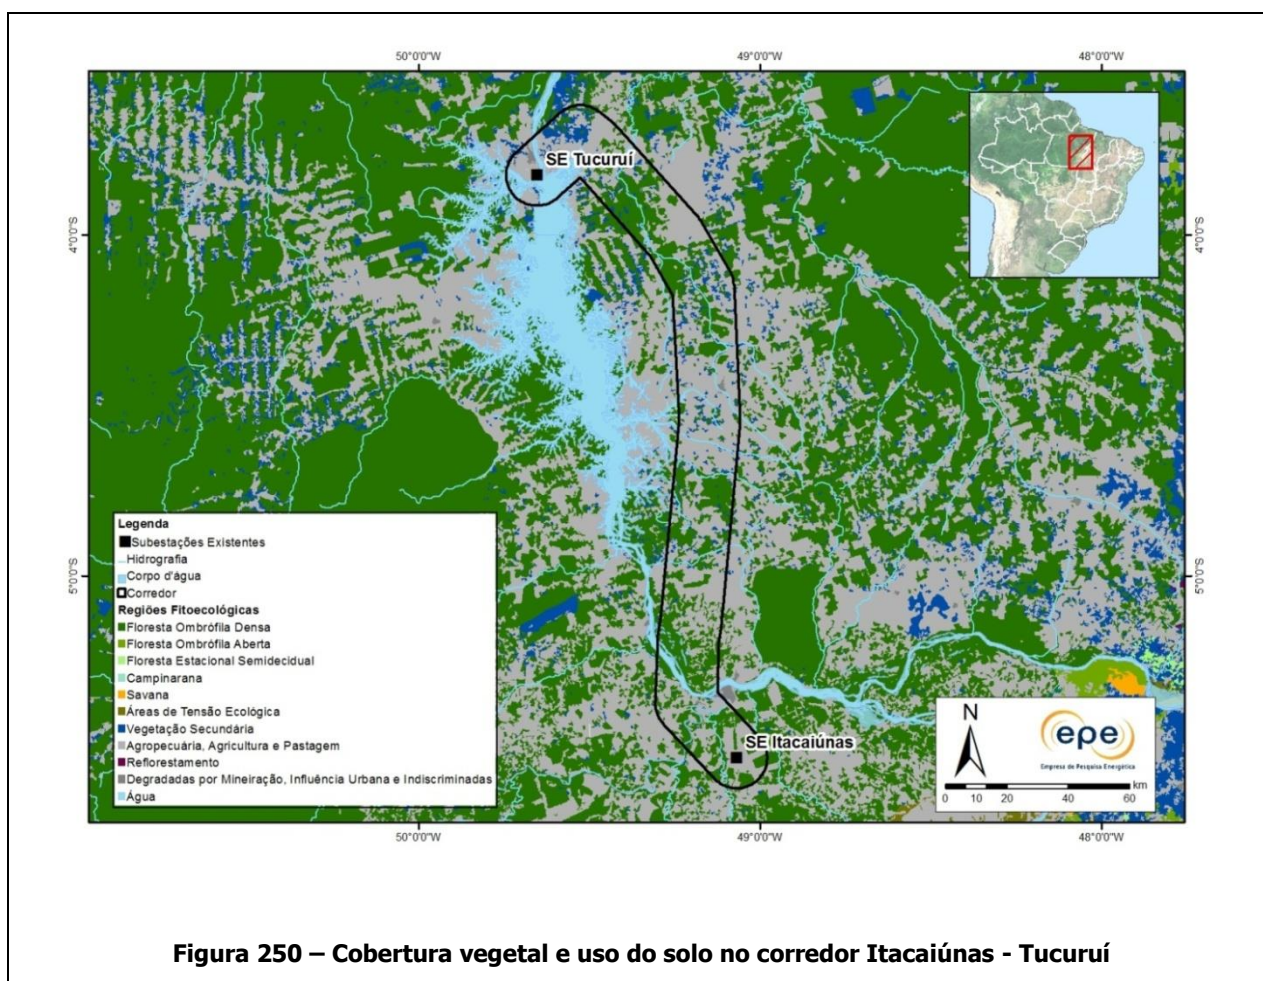 50°0'0"W 49°0'0"W 48°0'0"W
SE Tucuruí
4°0'0"S 4°0'0"S
5°0'0"S 5°0'0"S
Legenda
Subestações Existentes
Hidrografia
Corpo d'água
Corredor
Regiões Fitoecológicas
Floresta Ombrófila Densa
Floresta Ombrófila Aberta
Floresta Estacional Semidecidual
Campinarana
Savana
Áreas de Tensão Ecológica
Vegetação Secundária
Agropecuária, Agricultura e Pastagem
Reflorestamento
Degradadas por Mineração, Influência Urbana e Indiscriminadas
Água
SE Itacaiúnas
N
epe
Empresa de Pesquisa Energética
km
0 10 20 40 60
50°0'0"W 49°0'0"W 48°0'0"W
Figura 250 – Cobertura vegetal e uso do solo no corredor Itacaiúnas - Tucuruí